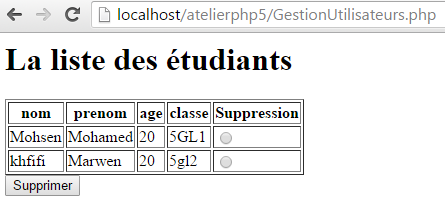 localhost/atelierphp5/GestionUtilisateurs.php
La liste des étudiants
nom prenom age classe Suppression
Mohsen Mohamed 20 5GL1
khfifi Marwen 20 5gl2
Supprimer